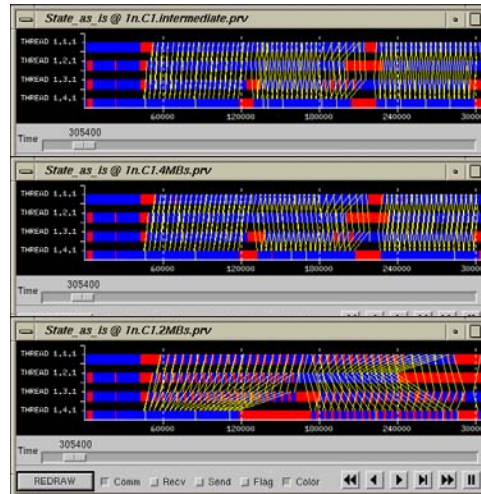 State_as_is @ 1n.C1.intermediate.prv
THREAD 1.1.1
THREAD 1.2.1
THREAD 1.3.1
THREAD 1.4.1
60000 120000 180000 240000 30000
305400
Time
State_as_is @ 1n.C1.4MBs.prv
THREAD 1.1.1
THREAD 1.2.1
THREAD 1.3.1
THREAD 1.4.1
60000 120000 180000 240000 30000
305400
Time
State_as_is @ 1n.C1.2MBs.prv
THREAD 1.1.1
THREAD 1.2.1
THREAD 1.3.1
THREAD 1.4.1
60000 120000 180000 240000 30000
305400
Time
REDRAW Comm Recv Send Flag Color